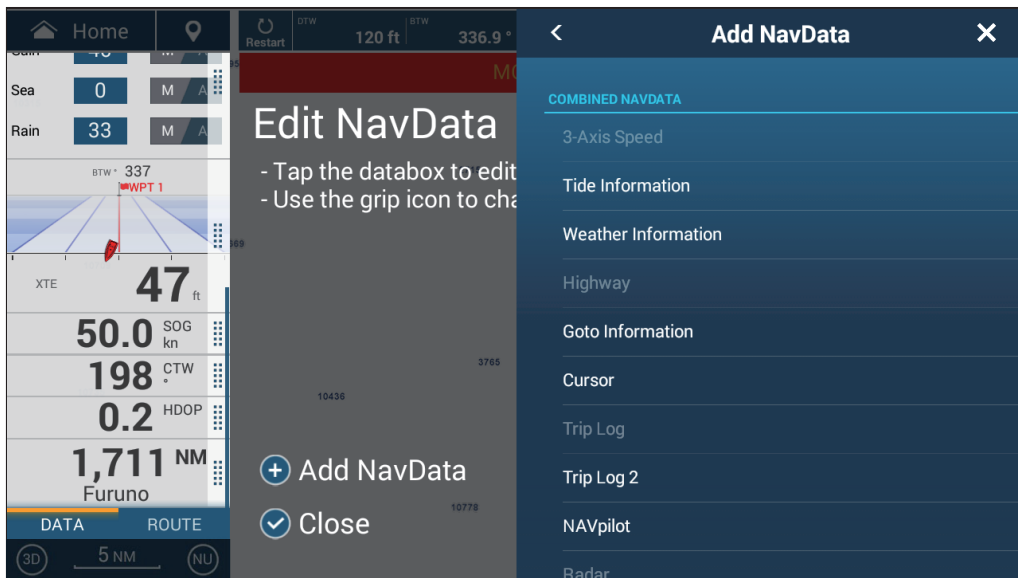 Home
Restart
DTW
120 ft
BTW
336.9 °
Sea
0
M
A
Rain
33
M
A
BTW° 337
WPT 1
XTE
47 ft
50.0 SOG kn
198 CTW °
0.2 HDOP
1,711 NM
Furuno
DATA
ROUTE
3D
5 NM
NU
Edit NavData
- Tap the databox to edit
- Use the grip icon to cha
3765
10436
10778
Add NavData
Close
Add NavData
COMBINED NAVDATA
3-Axis Speed
Tide Information
Weather Information
Highway
Goto Information
Cursor
Trip Log
Trip Log 2
NAVpilot
Radar